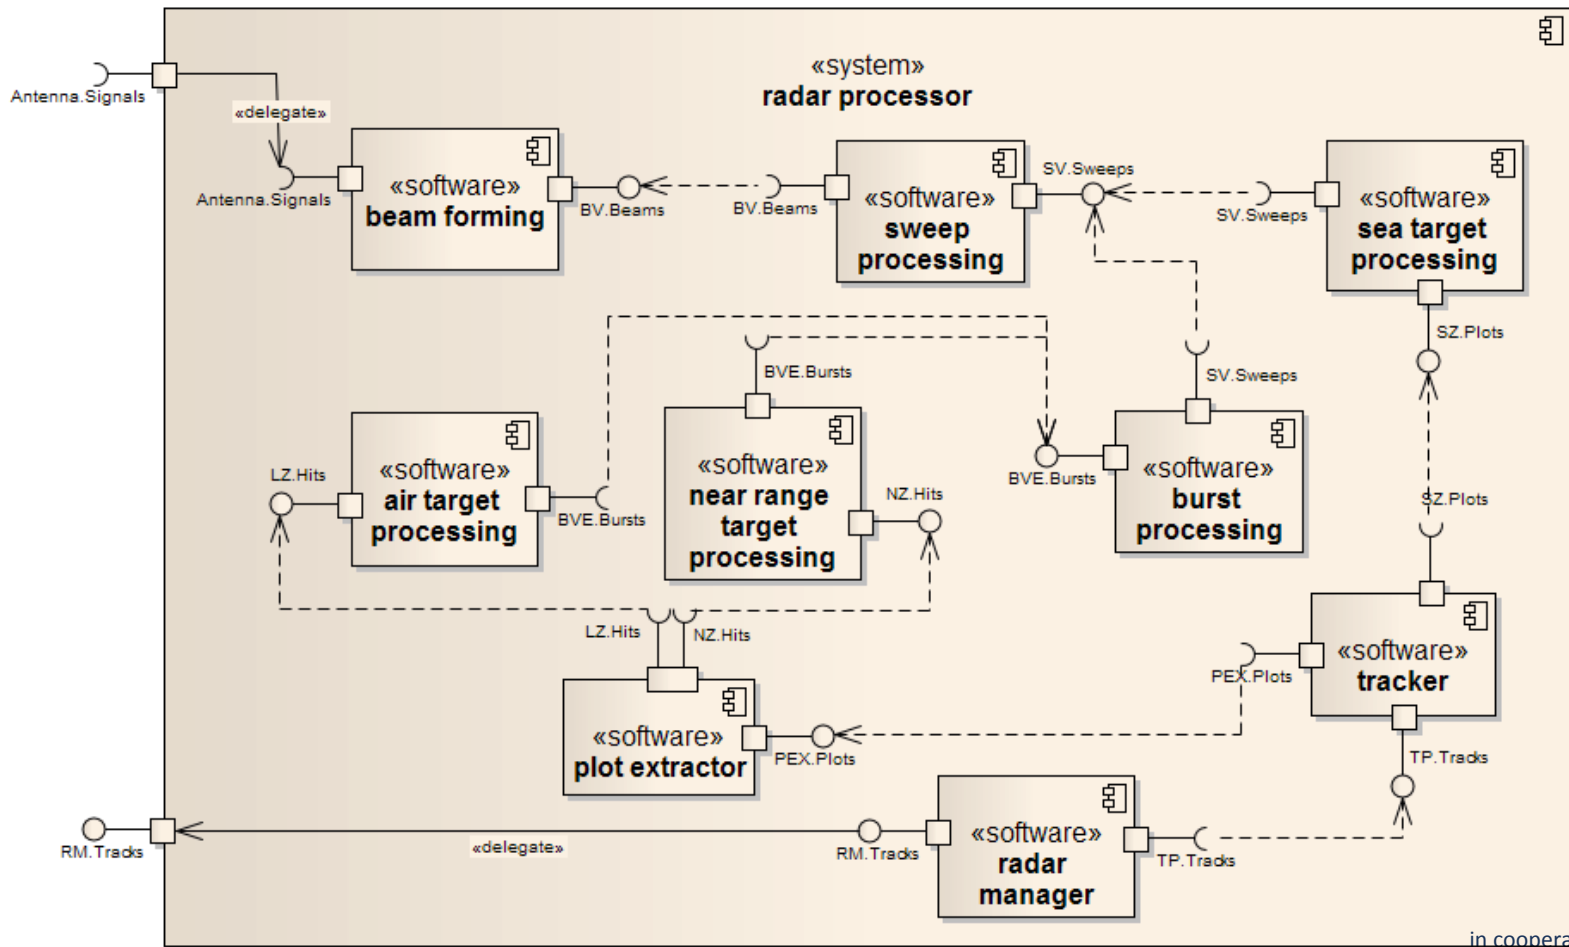 «system»
radar processor
Antenna.Signals
«delegate»
Antenna.Signals
«software»
beam forming
BV.Beams
BV.Beams
«software»
sweep
processing
SV.Sweeps
SV.Sweeps
«software»
sea target
processing
SZ.Plots
SV.Sweeps
BVE.Bursts
LZ.Hits
«software»
air target
processing
BVE.Bursts
«software»
near range
target
processing
NZ.Hits
BVE.Bursts
«software»
burst
processing
SZ.Plots
LZ.Hits
NZ.Hits
«software»
plot extractor
PEX.Plots
PEX.Plots
«software»
tracker
TP.Tracks
RM.Tracks
«delegate»
RM.Tracks
«software»
radar
manager
TP.Tracks